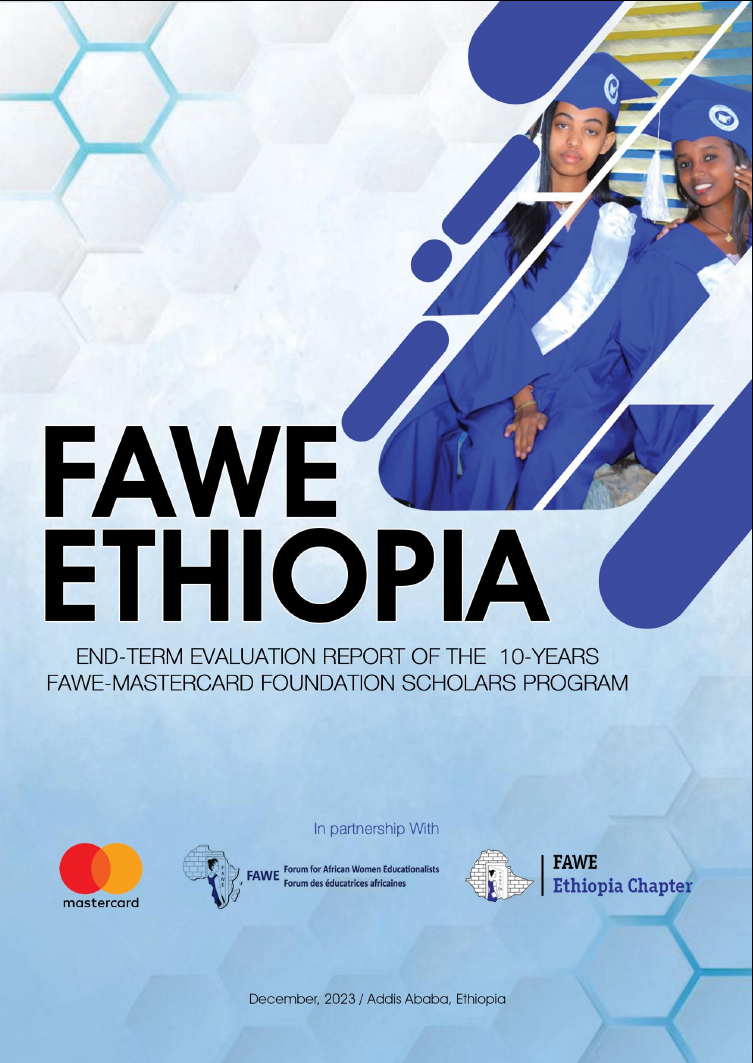 FAWE
ETHIOPIA
END-TERM EVALUATION REPORT OF THE 10-YEARS
FAWE-MASTERCARD FOUNDATION SCHOLARS PROGRAM
In partnership With
mastercard
FAWE
Forum for African Women Educationalists
Forum des éducatrices africaines
FAWE
Ethiopia Chapter
December, 2023 / Addis Ababa, Ethiopia